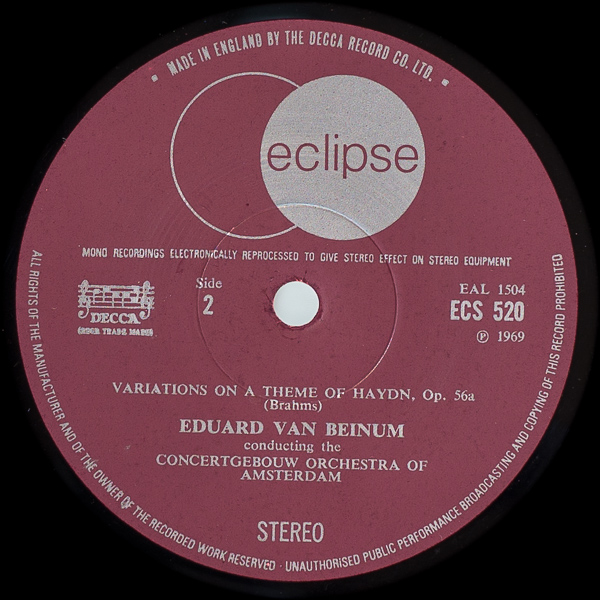 MADE IN ENGLAND BY THE DECCA RECORD CO. LTD.
eclipse
MONO RECORDINGS ELECTRONICALLY REPROCESSED TO GIVE STEREO EFFECT ON STEREO EQUIPMENT
DECCA
(REGD TRADE MARK)
Side
2
EAL 1504
ECS 520
℗ 1969
VARIATIONS ON A THEME OF HAYDN, Op. 56a
(Brahms)
EDUARD VAN BEINUM
conducting the
CONCERTGEBOUW ORCHESTRA OF
AMSTERDAM
STEREO
ALL RIGHTS OF THE MANUFACTURER AND OF THE OWNER OF THE RECORDED WORK RESERVED · UNAUTHORISED PUBLIC PERFORMANCE BROADCASTING AND COPYING OF THIS RECORD PROHIBITED